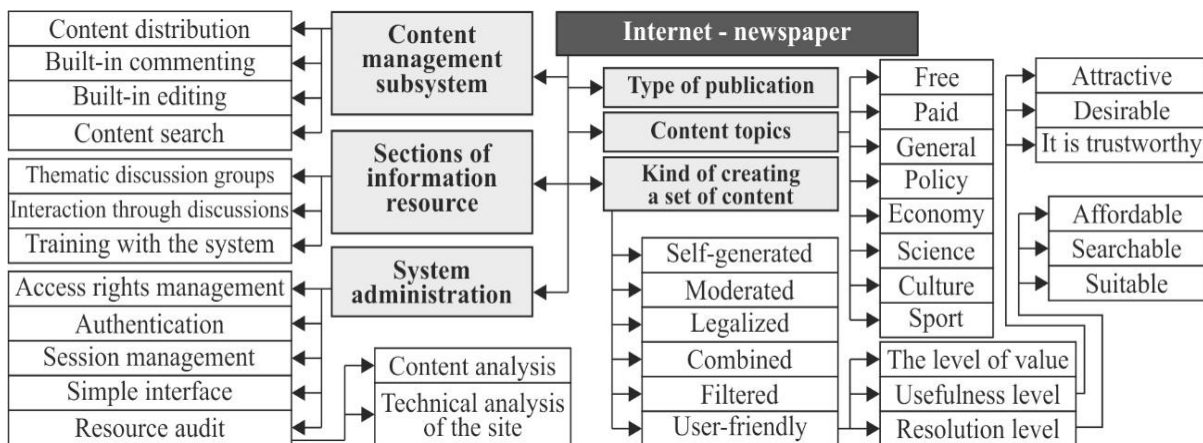 Internet - newspaper
Content
management
subsystem
Content distribution
Built-in commenting
Built-in editing
Content search
Sections of
information
resource
Thematic discussion groups
Interaction through discussions
Training with the system
System
administration
Access rights management
Authentication
Session management
Simple interface
Resource audit
Content analysis
Technical analysis
of the site
Type of publication
Content topics
Kind of creating
a set of content
Self-generated
Moderated
Legalized
Combined
Filtered
User-friendly
Free
Paid
General
Policy
Economy
Science
Culture
Sport
The level of value
Usefulness level
Resolution level
Attractive
Desirable
It is trustworthy
Affordable
Searchable
Suitable